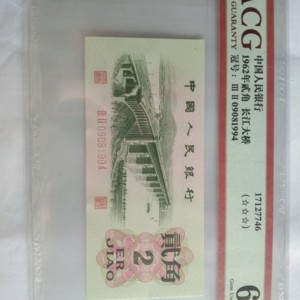 ACG
GUARANTY
中国人民银行
1962年贰角 长江大桥
冠号：III II 09081994
17127746
(☆☆☆)
6
中國人民銀行
III II 09081994
貳角
2
ER
JIAO